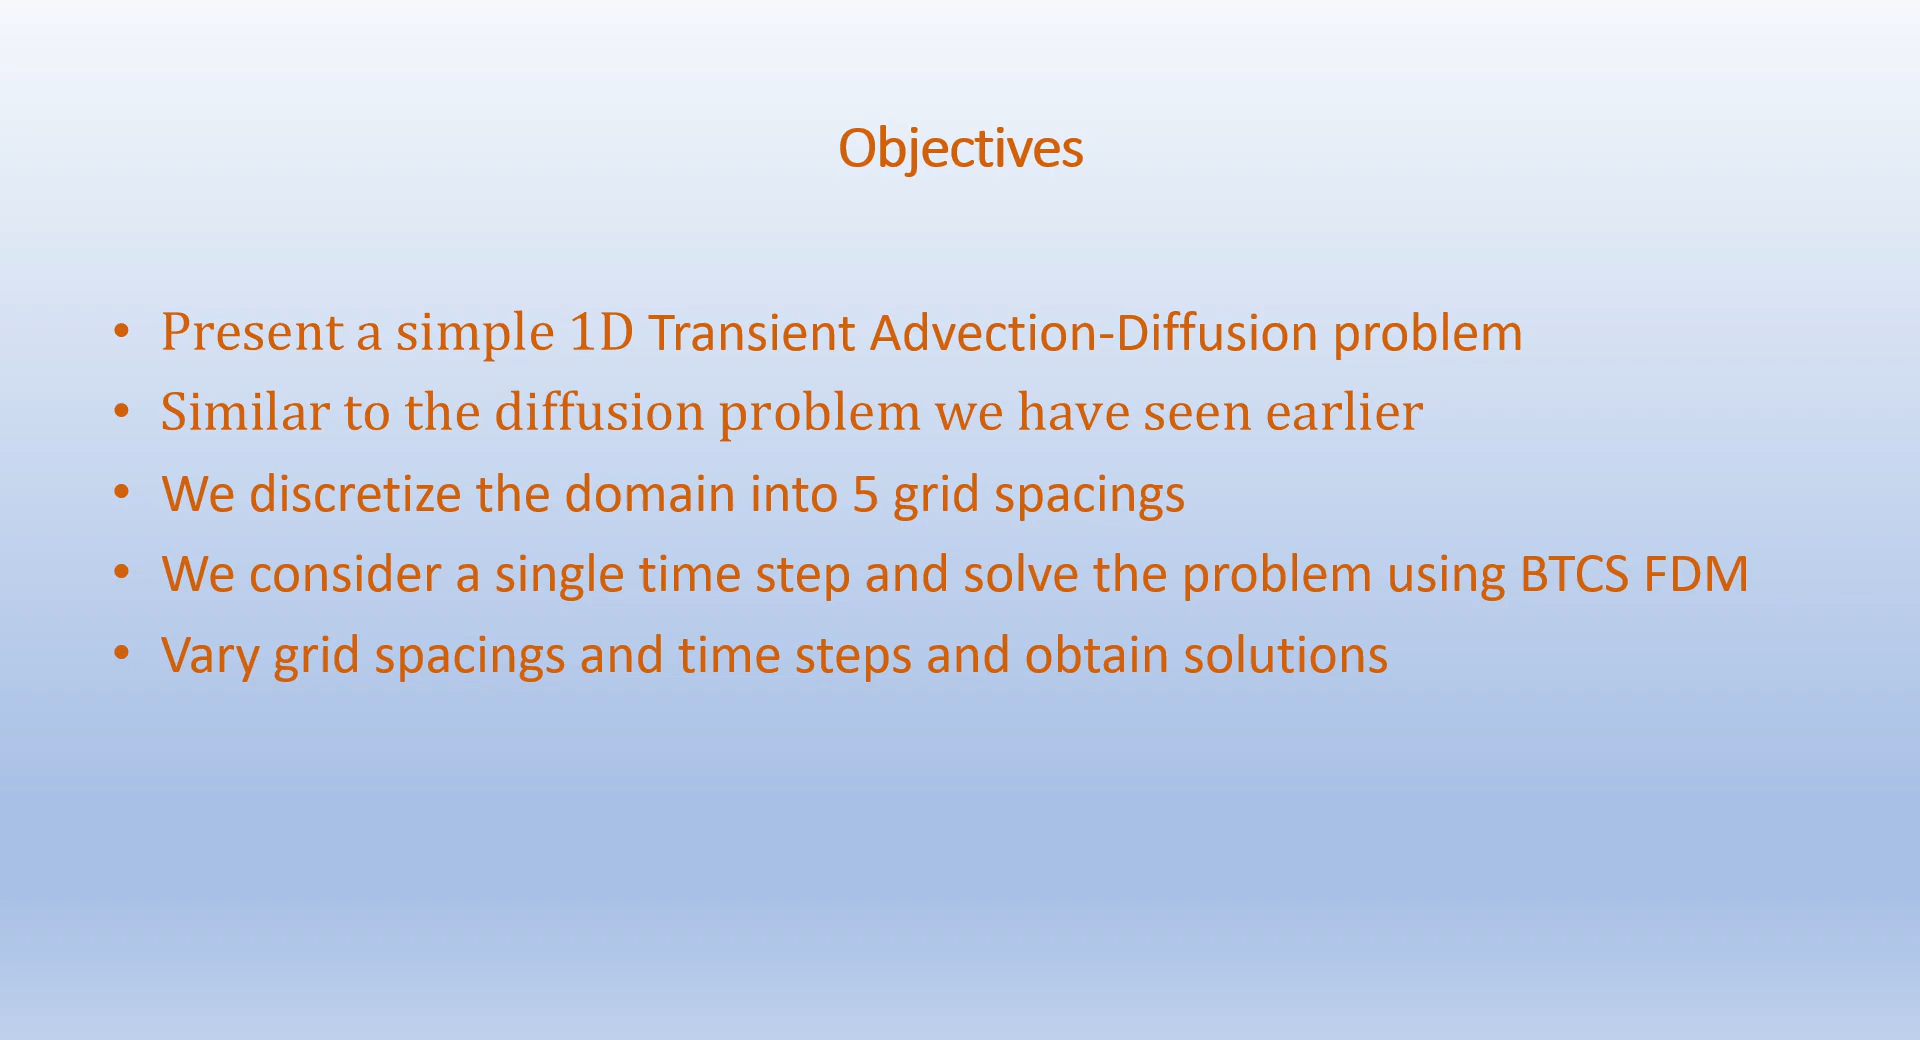 Objectives
• Present a simple 1D Transient Advection-Diffusion problem
• Similar to the diffusion problem we have seen earlier
• We discretize the domain into 5 grid spacings
• We consider a single time step and solve the problem using BTCS FDM
• Vary grid spacings and time steps and obtain solutions